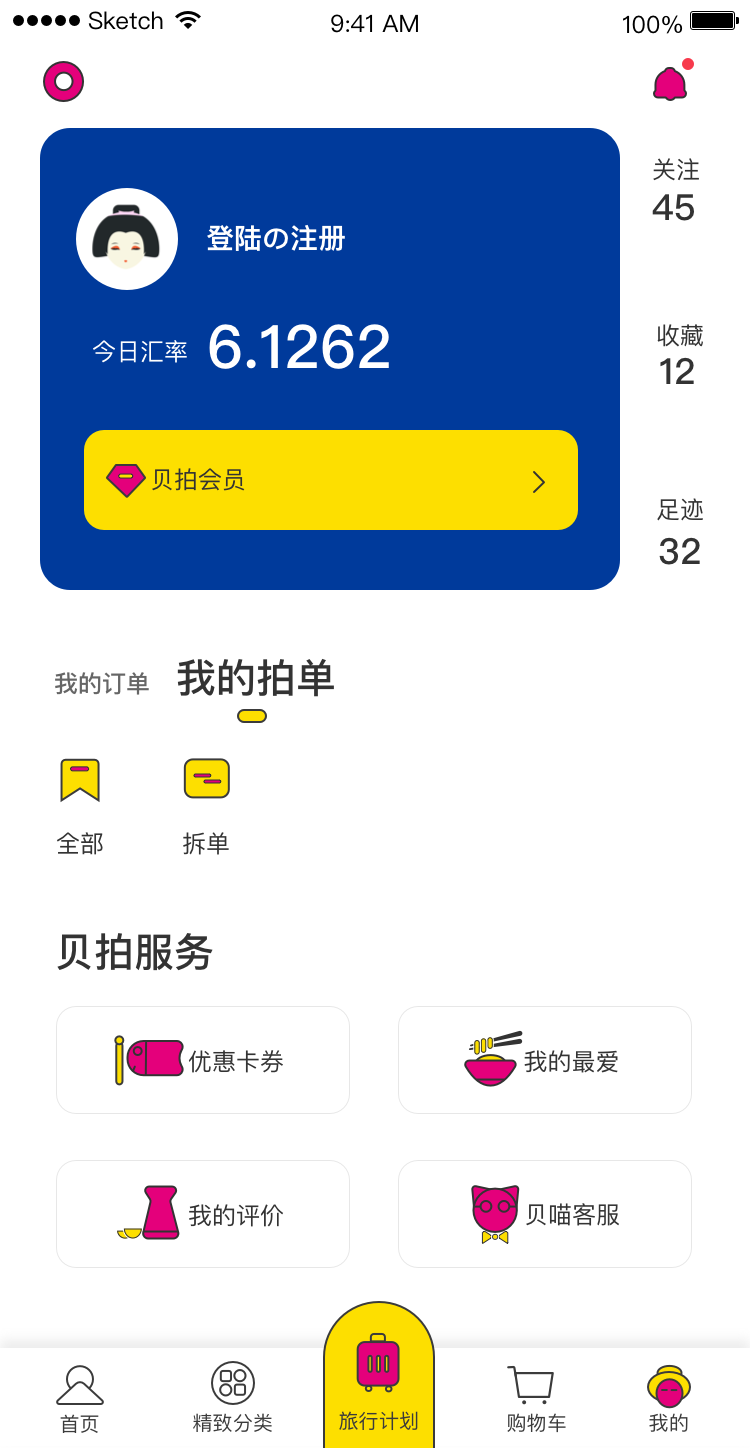 ●●●●● Sketch 9:41 AM 100%
登陆の注册
今日汇率 6.1262
贝拍会员
关注
45
收藏
12
足迹
32
我的订单 我的拍单
全部 拆单
贝拍服务
优惠卡券 我的最爱
我的评价 贝喵客服
首页 精致分类 旅行计划 购物车 我的